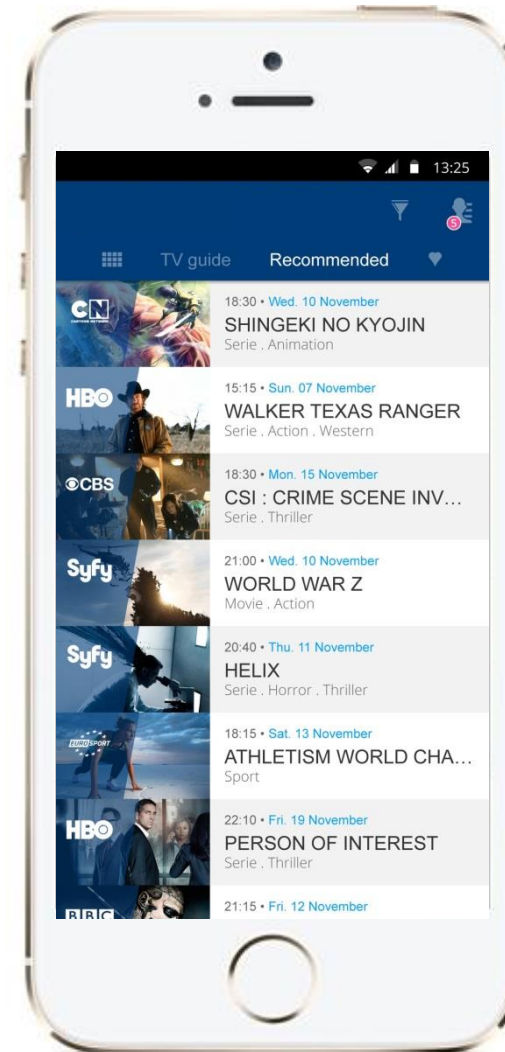 13:25
5
TV guide
Recommended
CN
CARTOON NETWORK
18:30 • Wed. 10 November
SHINGEKI NO KYOJIN
Serie . Animation
HBO
15:15 • Sun. 07 November
WALKER TEXAS RANGER
Serie . Action . Western
CBS
18:30 • Mon. 15 November
CSI : CRIME SCENE INV...
Serie . Thriller
Syfy
21:00 • Wed. 10 November
WORLD WAR Z
Movie . Action
Syfy
20:40 • Thu. 11 November
HELIX
Serie . Horror . Thriller
EUROSPORT
18:15 • Sat. 13 November
ATHLETISM WORLD CHA...
Sport
HBO
22:10 • Fri. 19 November
PERSON OF INTEREST
Serie . Thriller
BBC
21:15 • Fri. 12 November